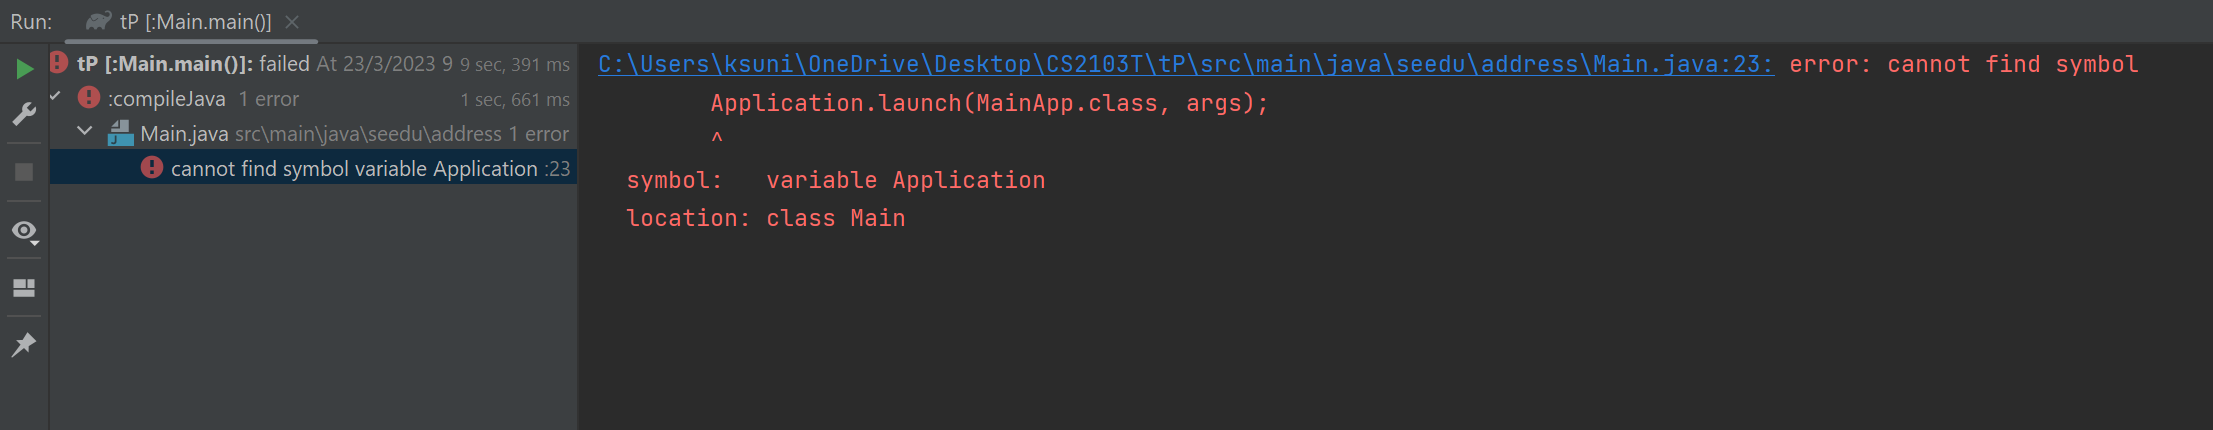 Run: tP [:Main.main()]
tP [:Main.main()]: failed At 23/3/2023 9 9 sec, 391 ms
:compileJava 1 error 1 sec, 661 ms
Main.java src\main\java\seedu\address 1 error
cannot find symbol variable Application :23
C:\Users\ksuni\OneDrive\Desktop\CS2103T\tP\src\main\java\seedu\address\Main.java:23: error: cannot find symbol
Application.launch(MainApp.class, args);
^
symbol: variable Application
location: class Main